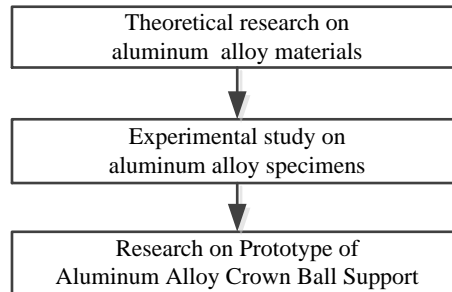 Theoretical research on
aluminum alloy materials
Experimental study on
aluminum alloy specimens
Research on Prototype of
Aluminum Alloy Crown Ball Support